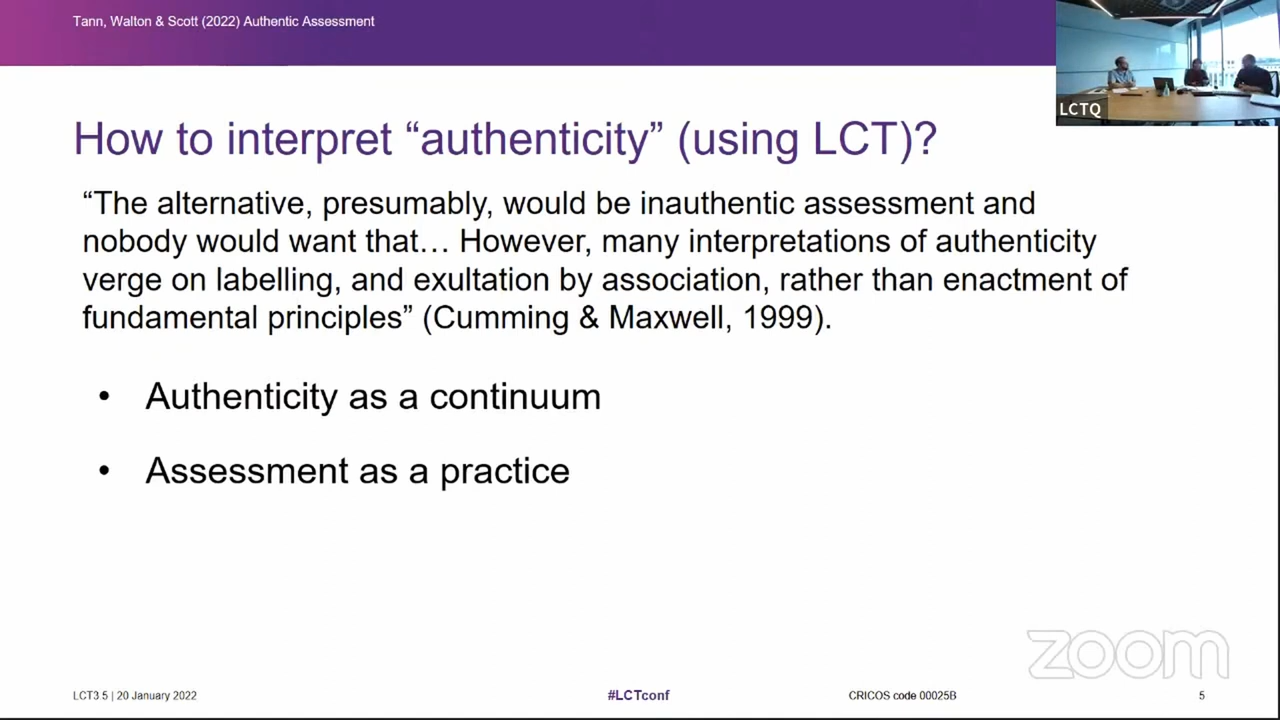 Tann, Walton & Scott (2022) Authentic Assessment
LCTQ
How to interpret “authenticity” (using LCT)?
“The alternative, presumably, would be inauthentic assessment and
nobody would want that… However, many interpretations of authenticity
verge on labelling, and exultation by association, rather than enactment of
fundamental principles” (Cumming & Maxwell, 1999).
• Authenticity as a continuum
• Assessment as a practice
zoom
LCT3.5 | 20 January 2022
#LCTconf
CRICOS code 00025B
5